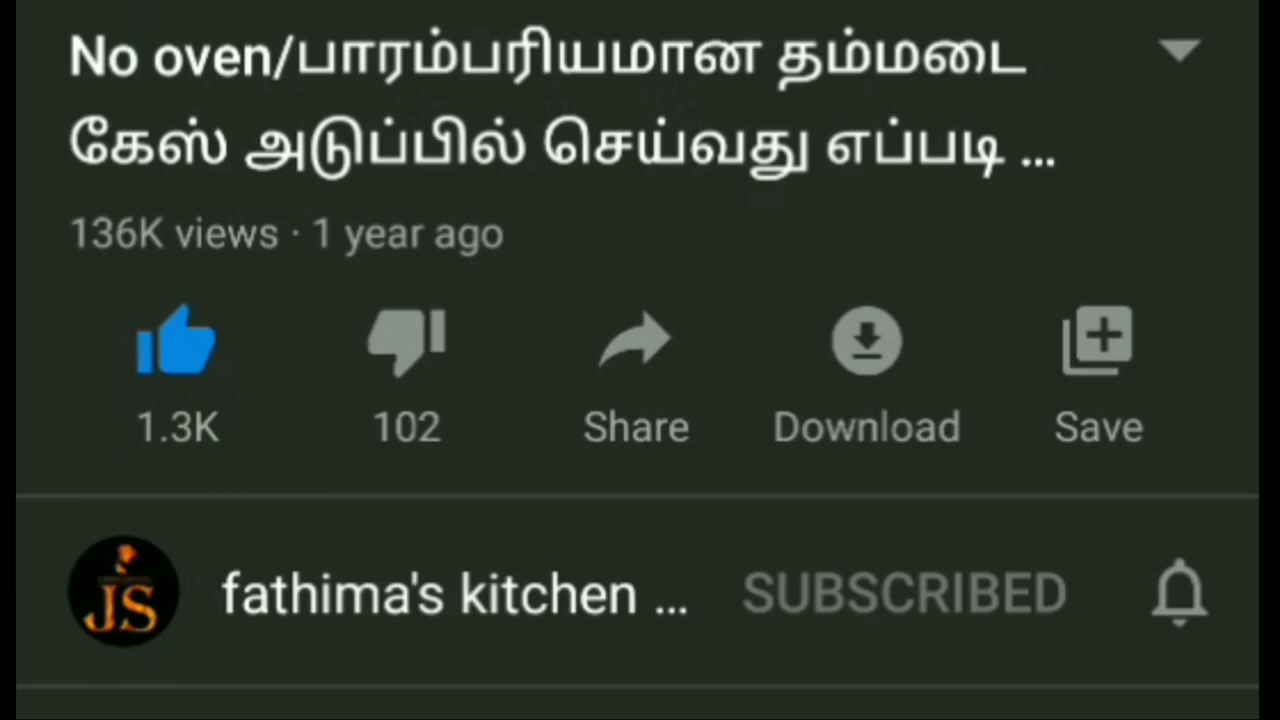 No oven/பாரம்பரியமான தம்மடை
கேஸ் அடுப்பில் செய்வது எப்படி ...
136K views · 1 year ago
1.3K 102 Share Download Save
JS fathima's kitchen ... SUBSCRIBED